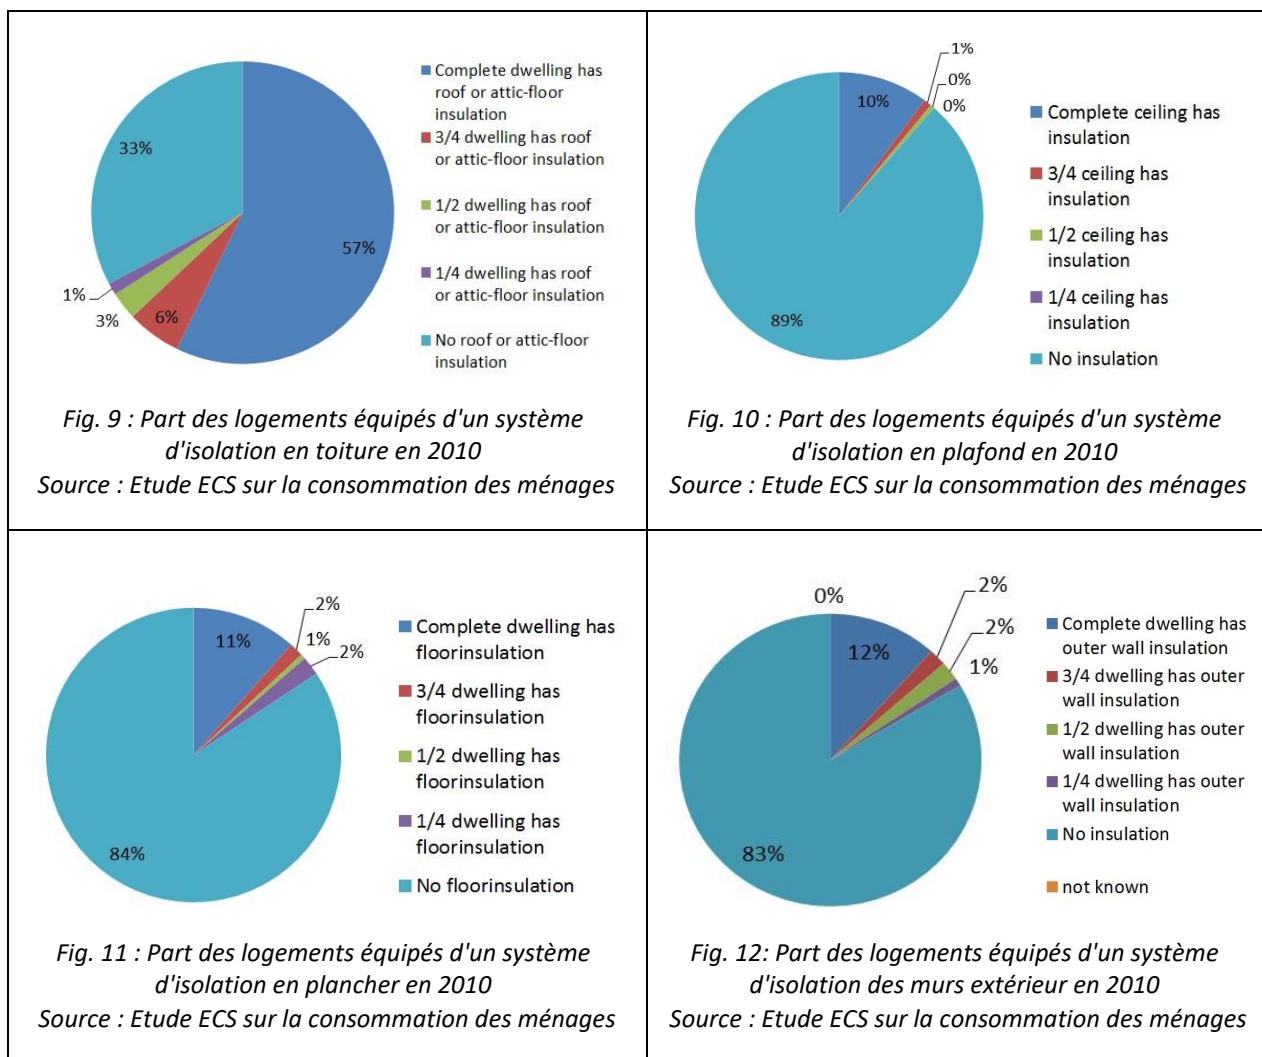 57%
6%
3%
1%
33%
Complete dwelling has
roof or attic-floor
insulation
3/4 dwelling has roof
or attic-floor insulation
1/2 dwelling has roof
or attic-floor insulation
1/4 dwelling has roof
or attic-floor insulation
No roof or attic-floor
insulation
Fig. 9 : Part des logements équipés d'un système
d'isolation en toiture en 2010
Source : Etude ECS sur la consommation des ménages
10%
1%
0%
0%
89%
Complete ceiling has
insulation
3/4 ceiling has
insulation
1/2 ceiling has
insulation
1/4 ceiling has
insulation
No insulation
Fig. 10 : Part des logements équipés d'un système
d'isolation en plafond en 2010
Source : Etude ECS sur la consommation des ménages
11%
2%
1%
2%
84%
Complete dwelling has
floorinsulation
3/4 dwelling has
floorinsulation
1/2 dwelling has
floorinsulation
1/4 dwelling has
floorinsulation
No floorinsulation
Fig. 11 : Part des logements équipés d'un système
d'isolation en plancher en 2010
Source : Etude ECS sur la consommation des ménages
0%
12%
2%
2%
1%
83%
Complete dwelling has
outer wall insulation
3/4 dwelling has outer
wall insulation
1/2 dwelling has outer
wall insulation
1/4 dwelling has outer
wall insulation
No insulation
not known
Fig. 12: Part des logements équipés d'un système
d'isolation des murs extérieur en 2010
Source : Etude ECS sur la consommation des ménages